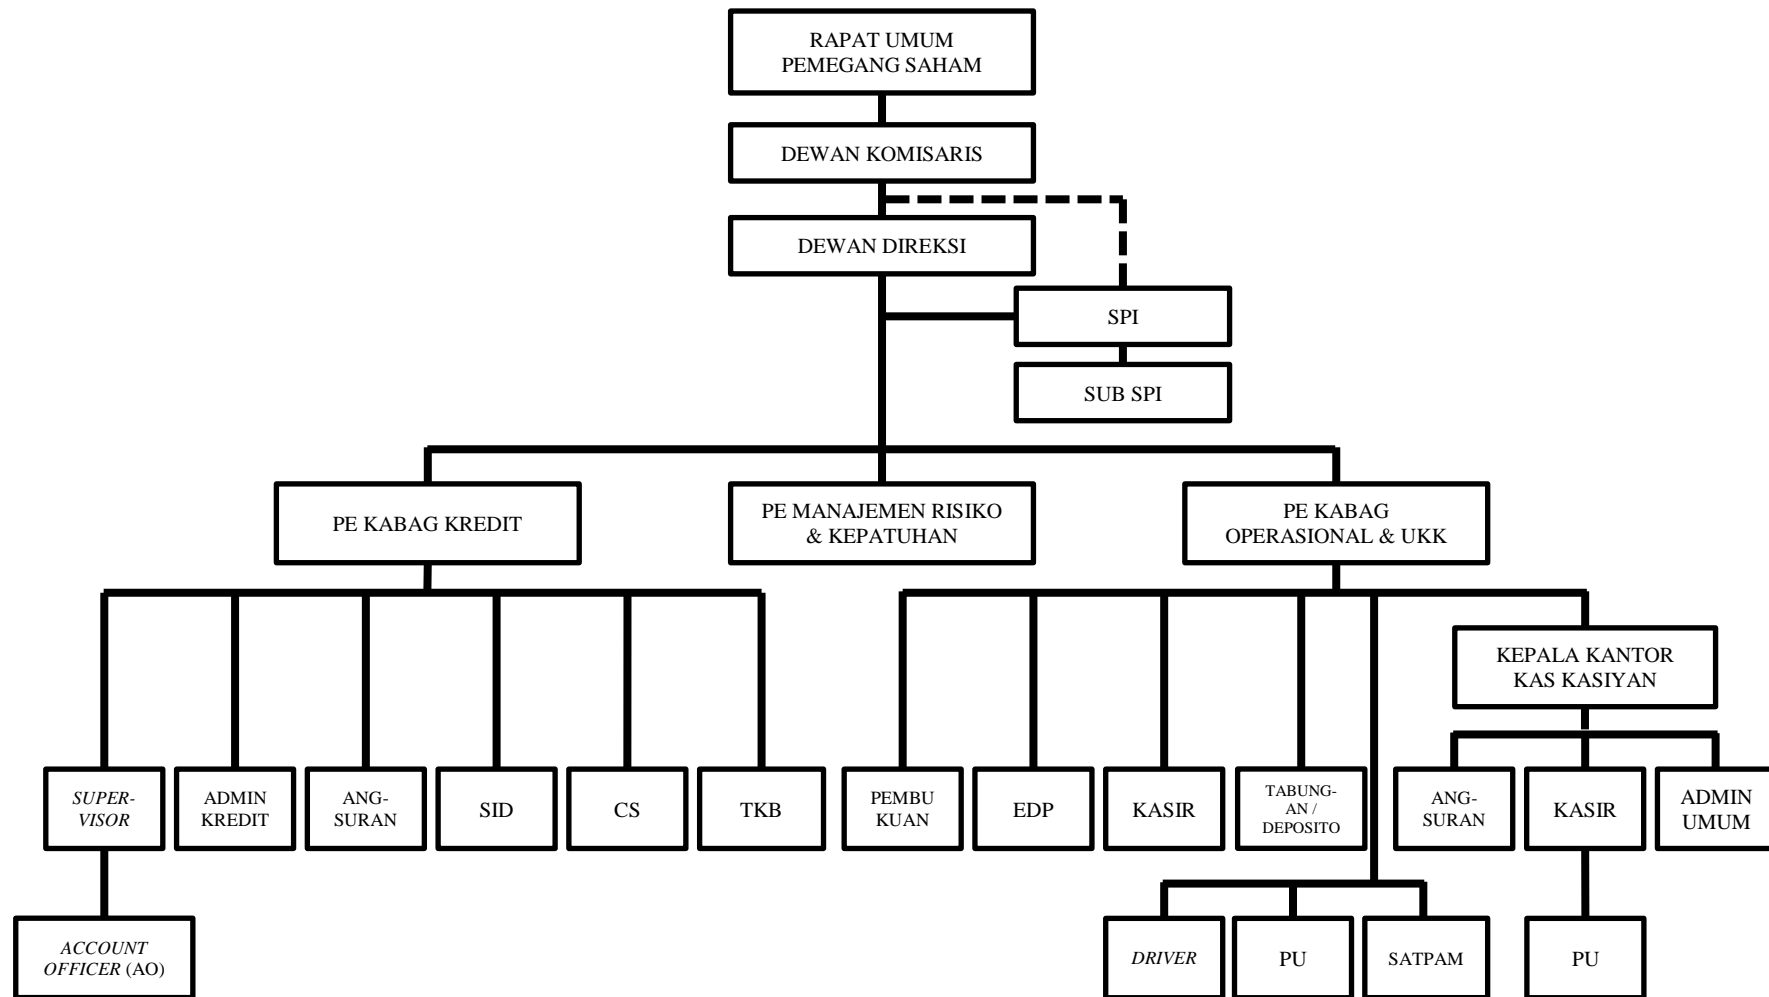 RAPAT UMUM
PEMEGANG SAHAM
DEWAN KOMISARIS
DEWAN DIREKSI
SPI
SUB SPI
PE KABAG KREDIT
PE MANAJEMEN RISIKO
& KEPATUHAN
PE KABAG
OPERASIONAL & UKK
KEPALA KANTOR
KAS KASIYAN
SUPER-
VISOR
ADMIN
KREDIT
ANG-
SURAN
SID
CS
TKB
PEMBU
KUAN
EDP
KASIR
TABUNG-
AN /
DEPOSITO
ANG-
SURAN
KASIR
ADMIN
UMUM
ACCOUNT
OFFICER (AO)
DRIVER
PU
SATPAM
PU